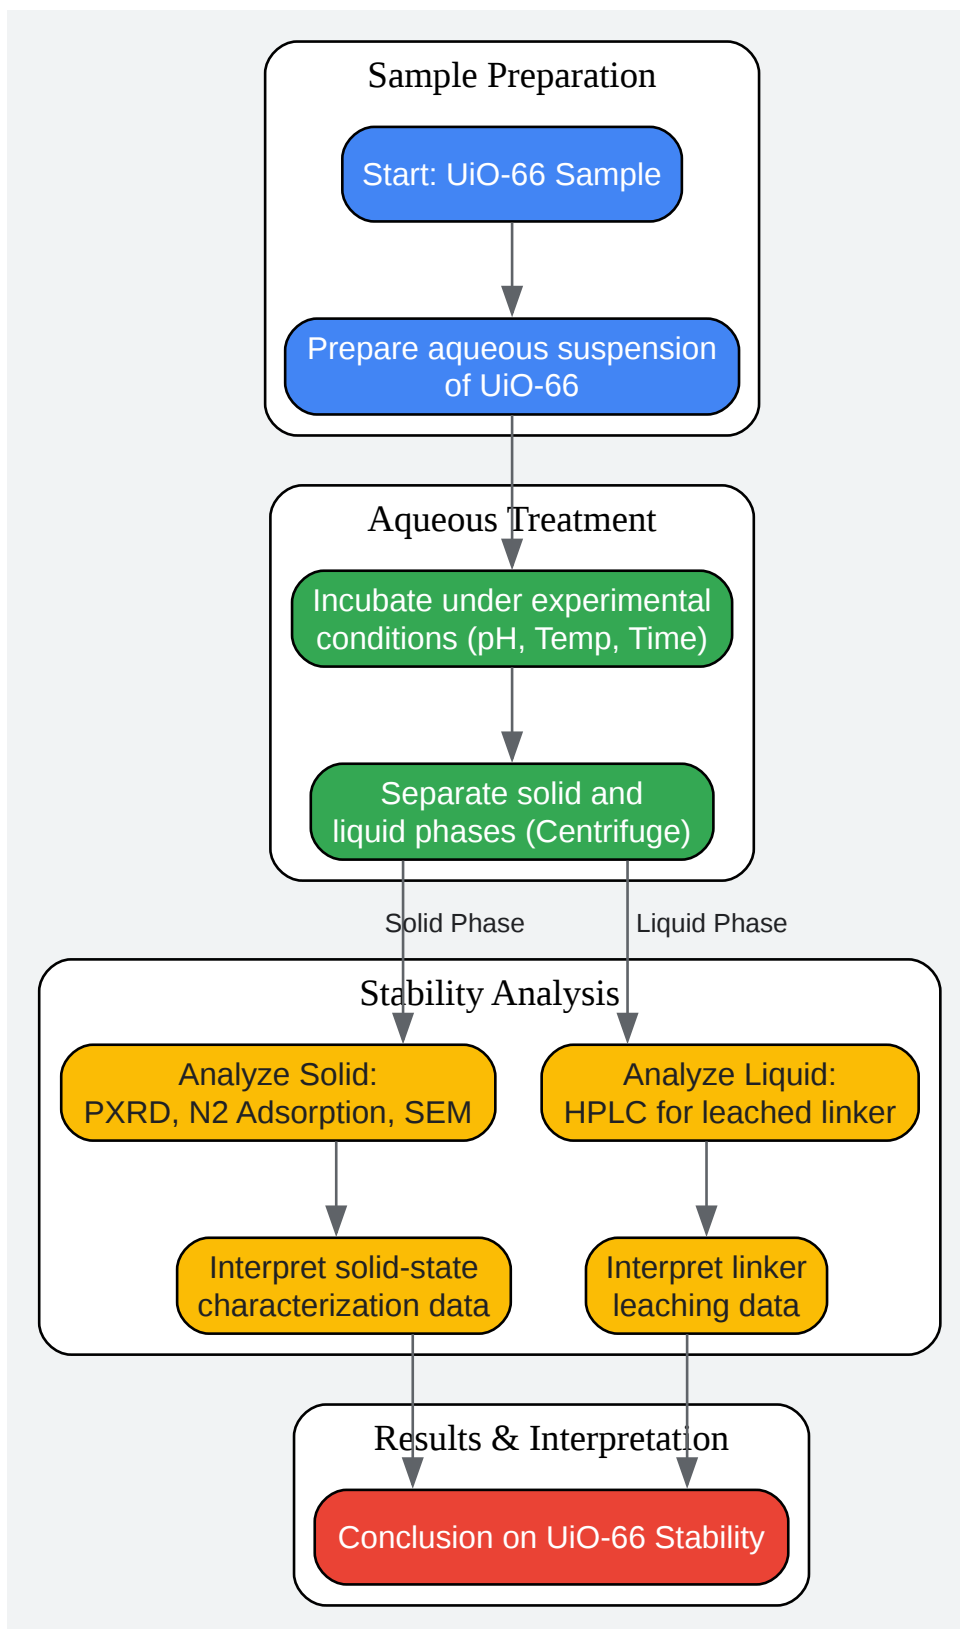 Sample Preparation
Start: UiO-66 Sample
Prepare aqueous suspension
of UiO-66
Aqueous Treatment
Incubate under experimental
conditions (pH, Temp, Time)
Separate solid and
liquid phases (Centrifuge)
Solid Phase
Liquid Phase
Stability Analysis
Analyze Solid:
PXRD, N2 Adsorption, SEM
Analyze Liquid:
HPLC for leached linker
Interpret solid-state
characterization data
Interpret linker
leaching data
Results & Interpretation
Conclusion on UiO-66 Stability